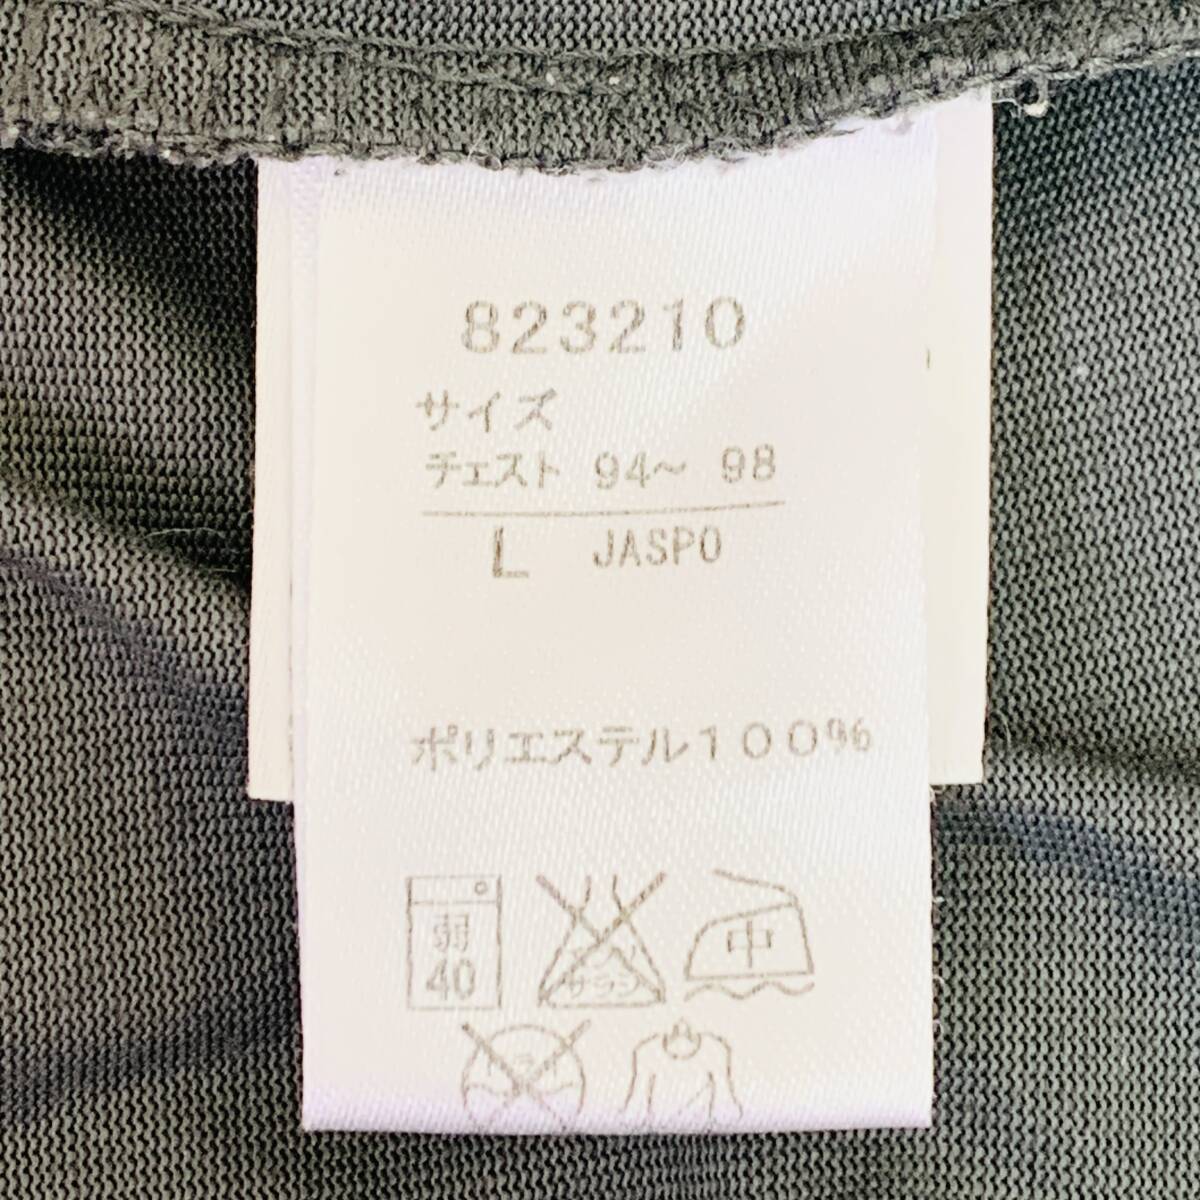 823210
サイズ
チェスト 94～ 98
L JASPO
ポリエステル100%
弱
40
中